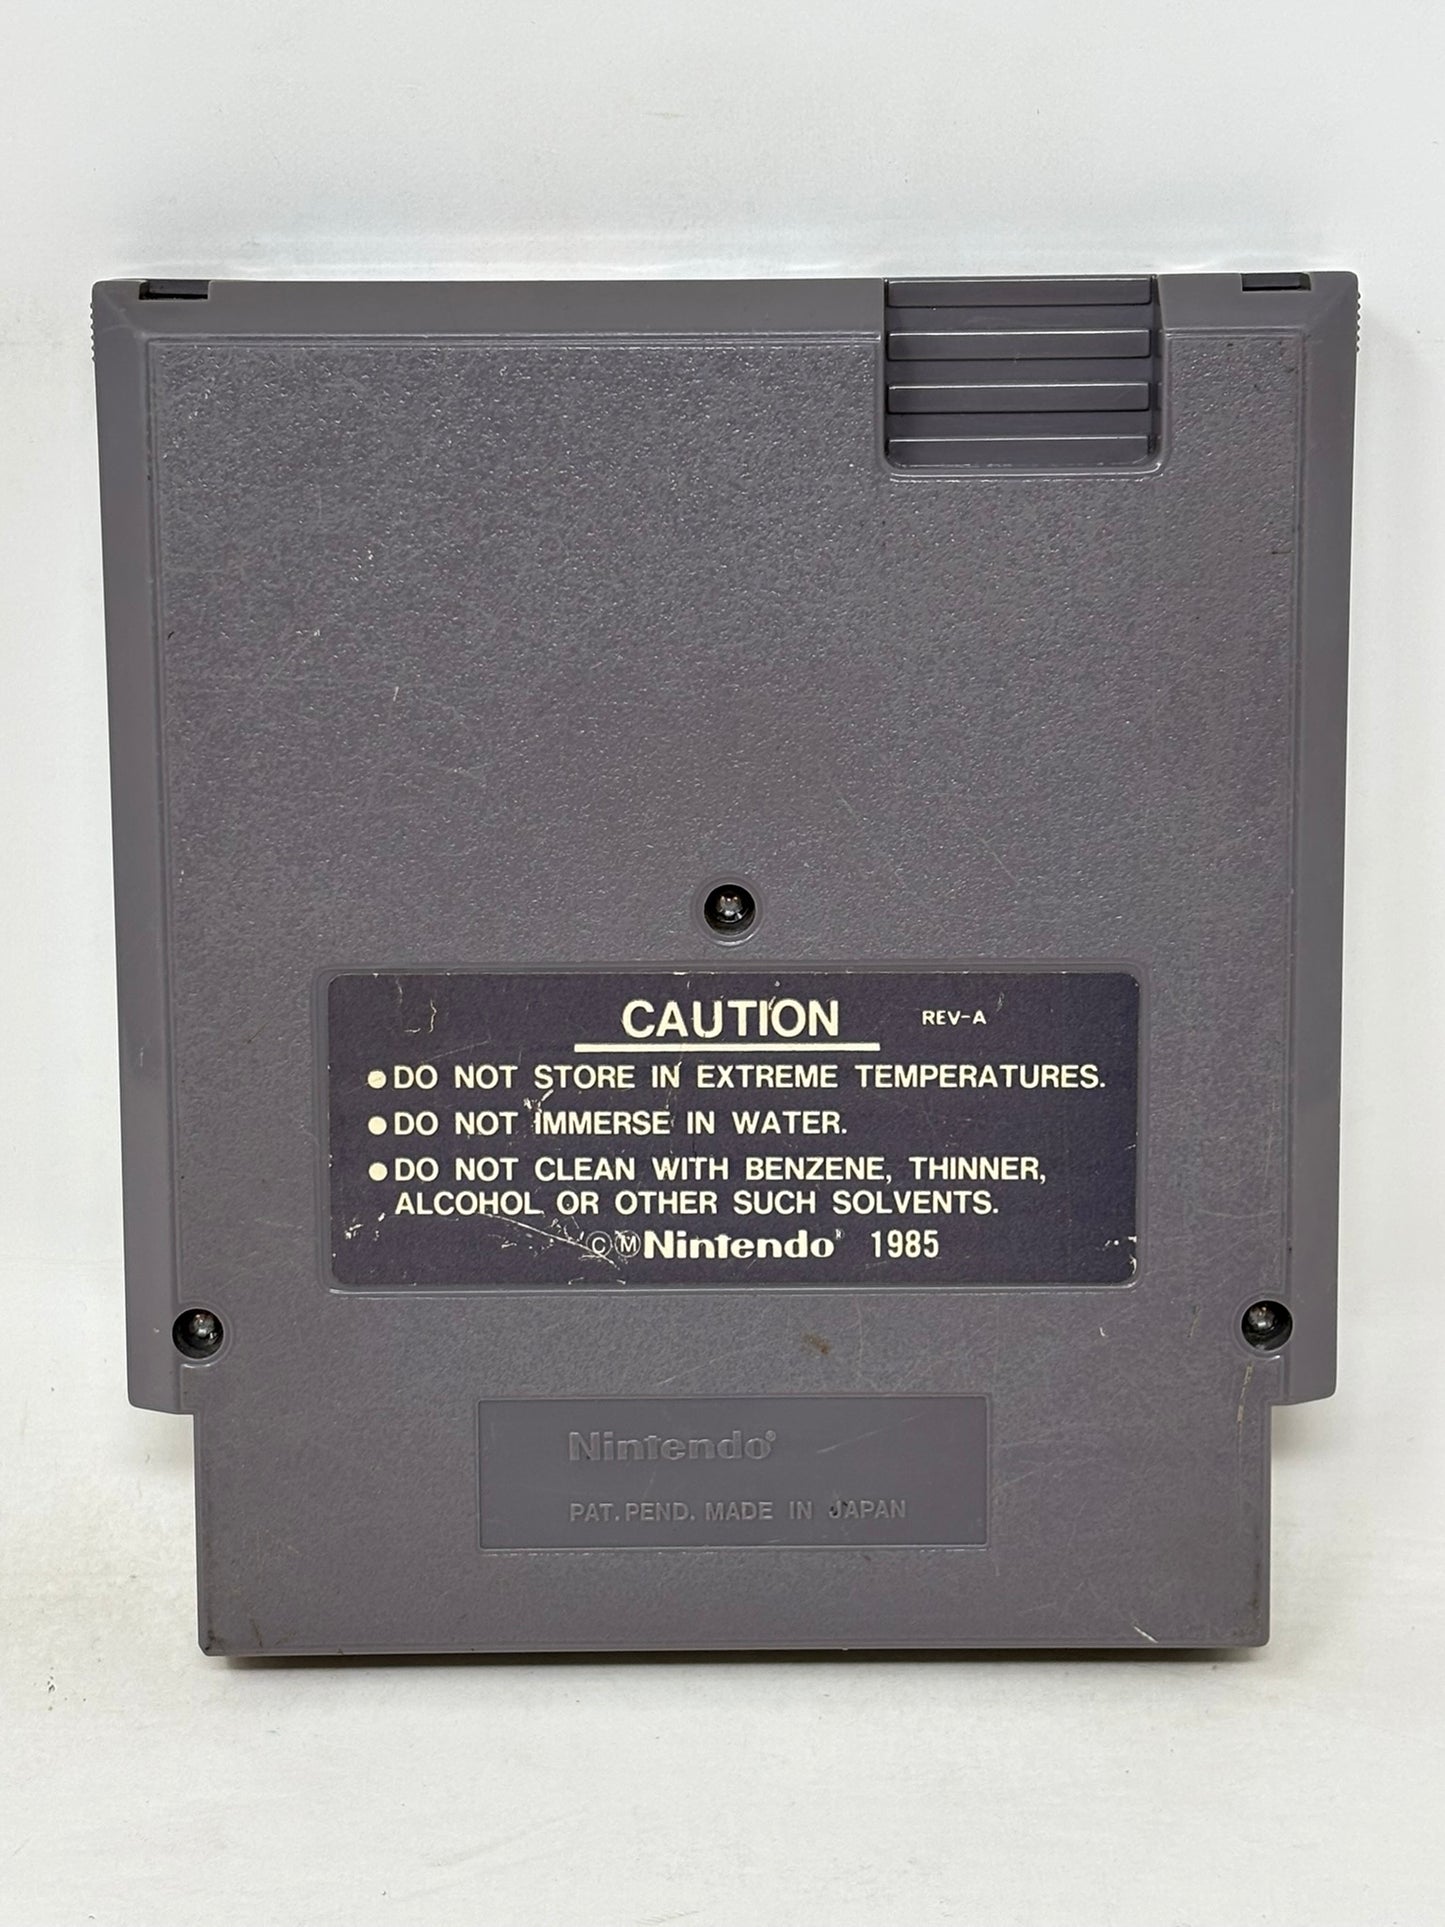 CAUTION REV-A
●DO NOT STORE IN EXTREME TEMPERATURES.
●DO NOT IMMERSE IN WATER.
●DO NOT CLEAN WITH BENZENE, THINNER,
ALCOHOL OR OTHER SUCH SOLVENTS.
ⒸⓂNintendo® 1985
Nintendo®
PAT. PEND. MADE IN JAPAN